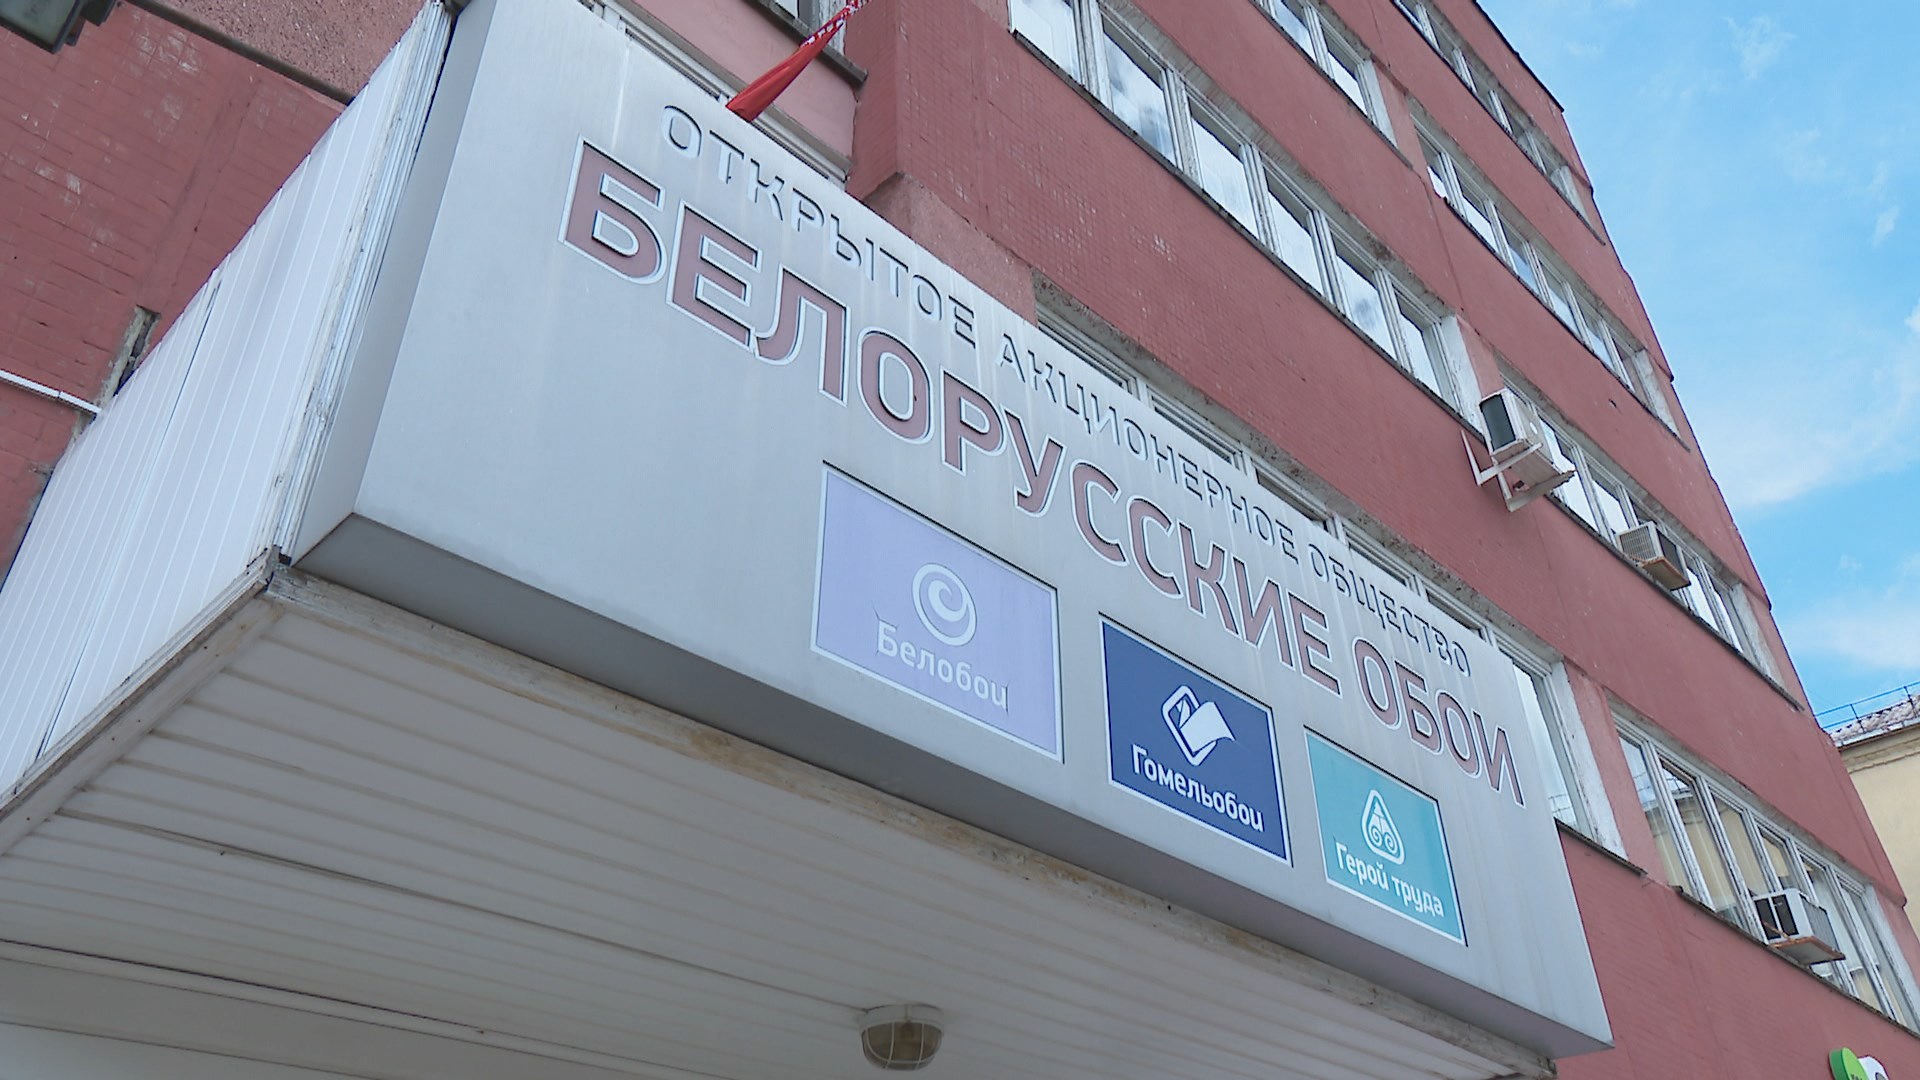 ОТКРЫТОЕ АКЦИОНЕРНОЕ ОБЩЕСТВО
БЕЛОРУССКИЕ ОБОИ
Белобои
Гомельобои
Герой труда